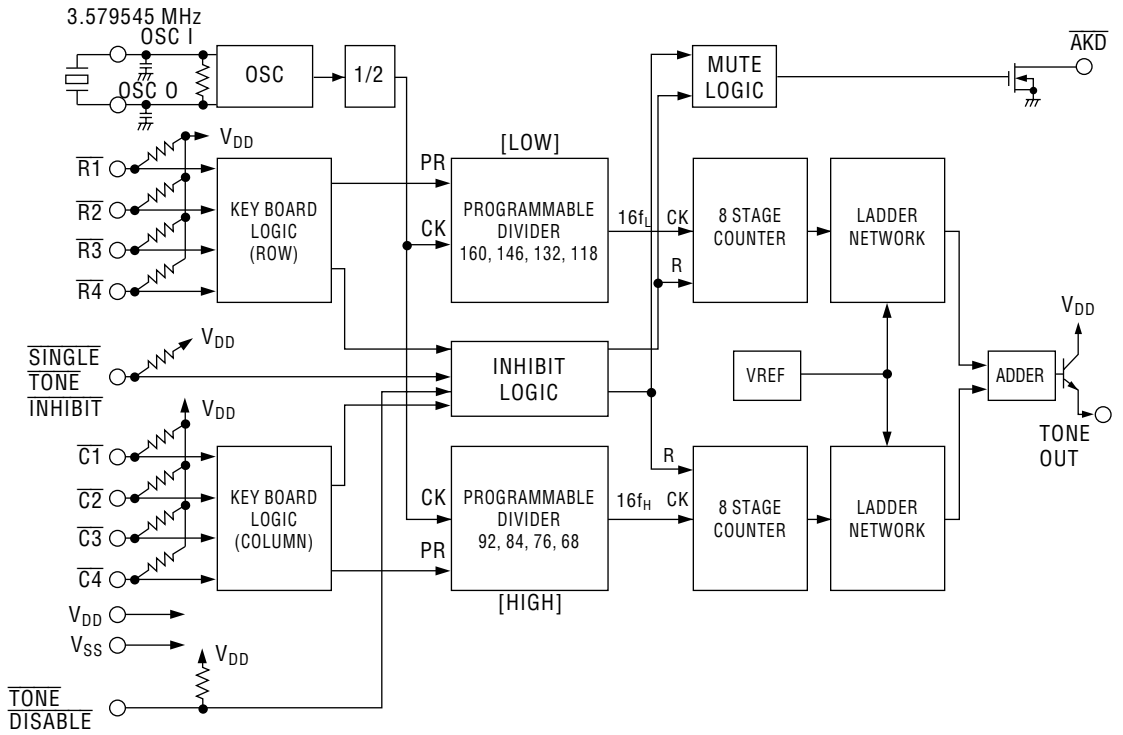 3.579545 MHz
OSC I
OSC O
OSC
1/2
MUTE
LOGIC
AKD
VDD
R1
R2
R3
R4
KEY BOARD
LOGIC
(ROW)
[LOW]
PR
CK
PROGRAMMABLE
DIVIDER
160, 146, 132, 118
16fL
CK
R
8 STAGE
COUNTER
LADDER
NETWORK
SINGLE
TONE
INHIBIT
VDD
INHIBIT
LOGIC
VREF
ADDER
VDD
TONE
OUT
VDD
C1
C2
C3
C4
KEY BOARD
LOGIC
(COLUMN)
CK
PR
PROGRAMMABLE
DIVIDER
92, 84, 76, 68
[HIGH]
16fH
R
CK
8 STAGE
COUNTER
LADDER
NETWORK
VDD
VSS
VDD
TONE
DISABLE